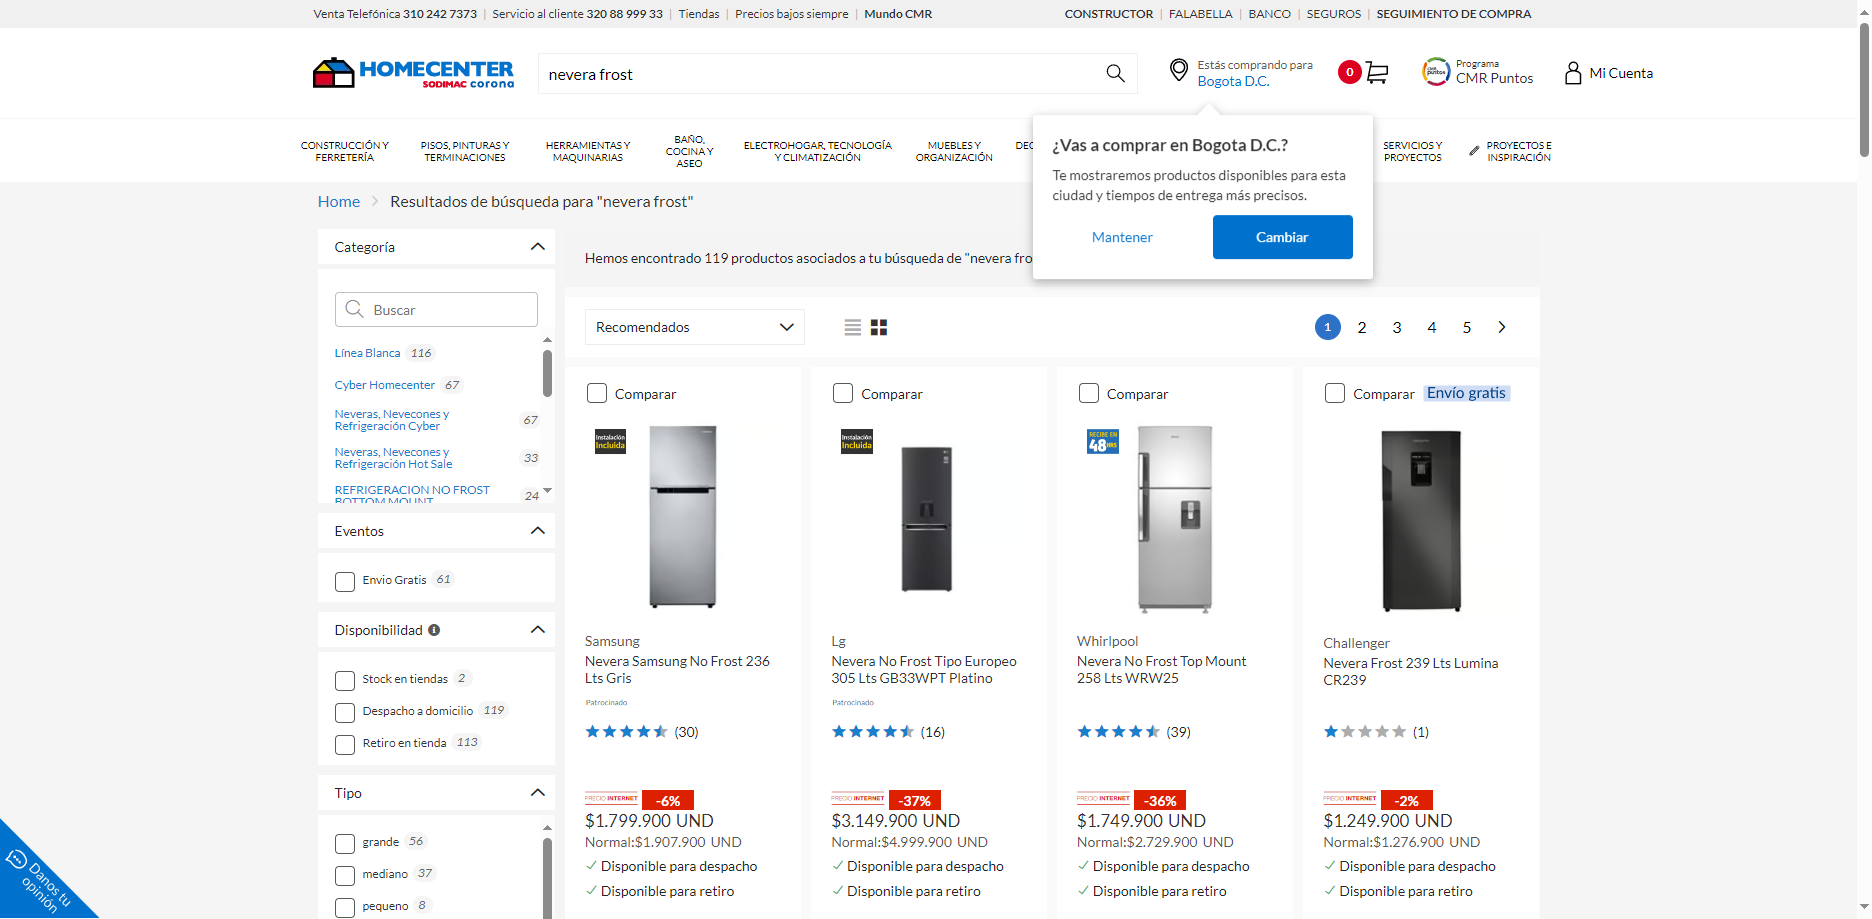 Venta Telefónica 310 242 7373 | Servicio al cliente 320 88 999 33 | Tiendas | Precios bajos siempre | Mundo CMR
CONSTRUCTOR | FALABELLA | BANCO | SEGUROS | SEGUIMIENTO DE COMPRA
HOMECENTER
SODIMAC corona
nevera frost
Estás comprando para
Bogota D.C.
0
CMR puntos
Programa
CMR Puntos
Mi Cuenta
CONSTRUCCIÓN Y
FERRETERÍA
PISOS, PINTURAS Y
TERMINACIONES
HERRAMIENTAS Y
MAQUINARIAS
BAÑO,
COCINA Y
ASEO
ELECTROHOGAR, TECNOLOGÍA
Y CLIMATIZACIÓN
MUEBLES Y
ORGANIZACIÓN
DEC
SERVICIOS Y
PROYECTOS
PROYECTOS E
INSPIRACIÓN
¿Vas a comprar en Bogota D.C.?
Te mostraremos productos disponibles para esta
ciudad y tiempos de entrega más precisos.
Mantener
Cambiar
Home > Resultados de búsqueda para "nevera frost"
Categoría
Buscar
Línea Blanca 116
Cyber Homecenter 67
Neveras, Nevecones y
Refrigeración Cyber 67
Neveras, Nevecones y
Refrigeración Hot Sale 33
REFRIGERACION NO FROST
BOTTOM MOUNT 24
Eventos
Envio Gratis 61
Disponibilidad
Stock en tiendas 2
Despacho a domicilio 119
Retiro en tienda 113
Tipo
grande 56
mediano 37
pequeno 8
Danos tu
opinión
Hemos encontrado 119 productos asociados a tu búsqueda de "nevera fro
Recomendados
1 2 3 4 5
Comparar
Instalación
Incluida
Samsung
Nevera Samsung No Frost 236
Lts Gris
Patrocinado
(30)
PRECIO INTERNET -6%
$1.799.900 UND
Normal:$1.907.900 UND
Disponible para despacho
Disponible para retiro
Comparar
Instalación
Incluida
Lg
Nevera No Frost Tipo Europeo
305 Lts GB33WPT Platino
Patrocinado
(16)
PRECIO INTERNET -37%
$3.149.900 UND
Normal:$4.999.900 UND
Disponible para despacho
Disponible para retiro
Comparar
RECIBE EN
48HRS
Whirlpool
Nevera No Frost Top Mount
258 Lts WRW25
(39)
PRECIO INTERNET -36%
$1.749.900 UND
Normal:$2.729.900 UND
Disponible para despacho
Disponible para retiro
Comparar Envío gratis
Challenger
Nevera Frost 239 Lts Lumina
CR239
(1)
PRECIO INTERNET -2%
$1.249.900 UND
Normal:$1.276.900 UND
Disponible para despacho
Disponible para retiro